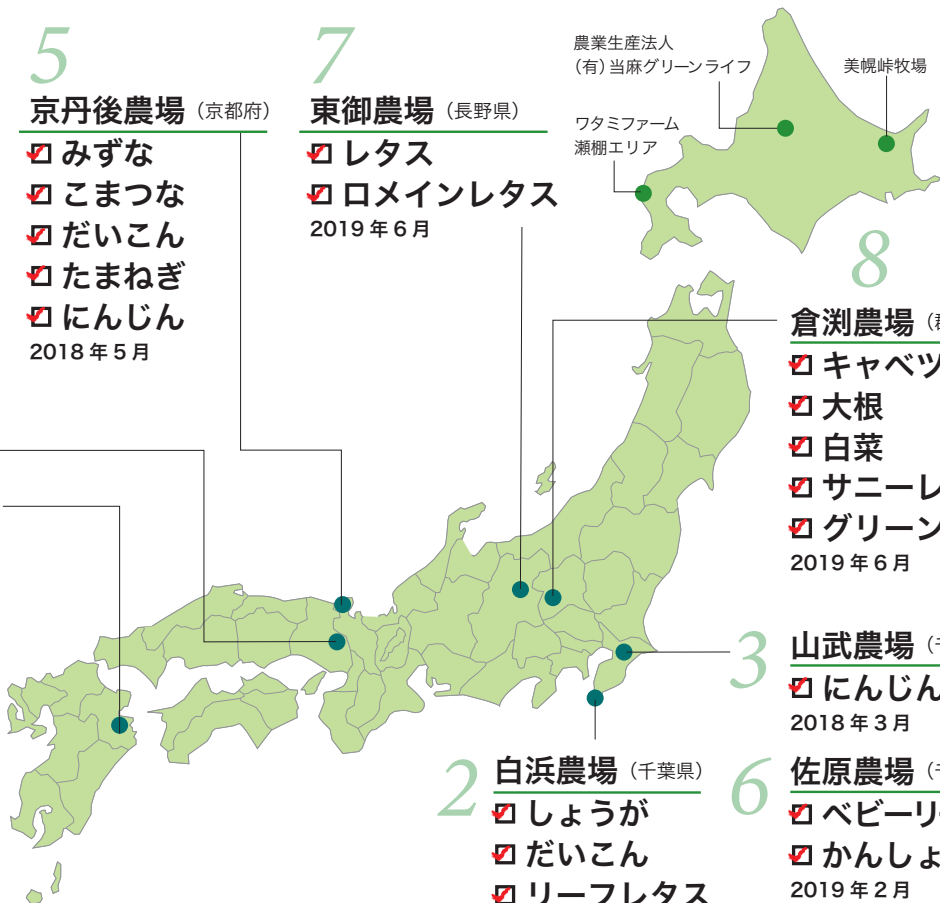 5
京丹後農場（京都府）
みずな
こまつな
だいこん
たまねぎ
にんじん
2018年5月
7
東御農場（長野県）
レタス
ロメインレタス
2019年6月
農業生産法人
（有）当麻グリーンライフ
美幌峠牧場
ワタミファーム
瀬棚エリア
8
倉渕農場（群
キャベツ
大根
白菜
サニーレ
グリーン
2019年6月
3
山武農場（千
にんじん
2018年3月
2
白浜農場（千葉県）
しょうが
だいこん
リーフレタス
6
佐原農場（千
ベビーリ
かんしょ
2019年2月